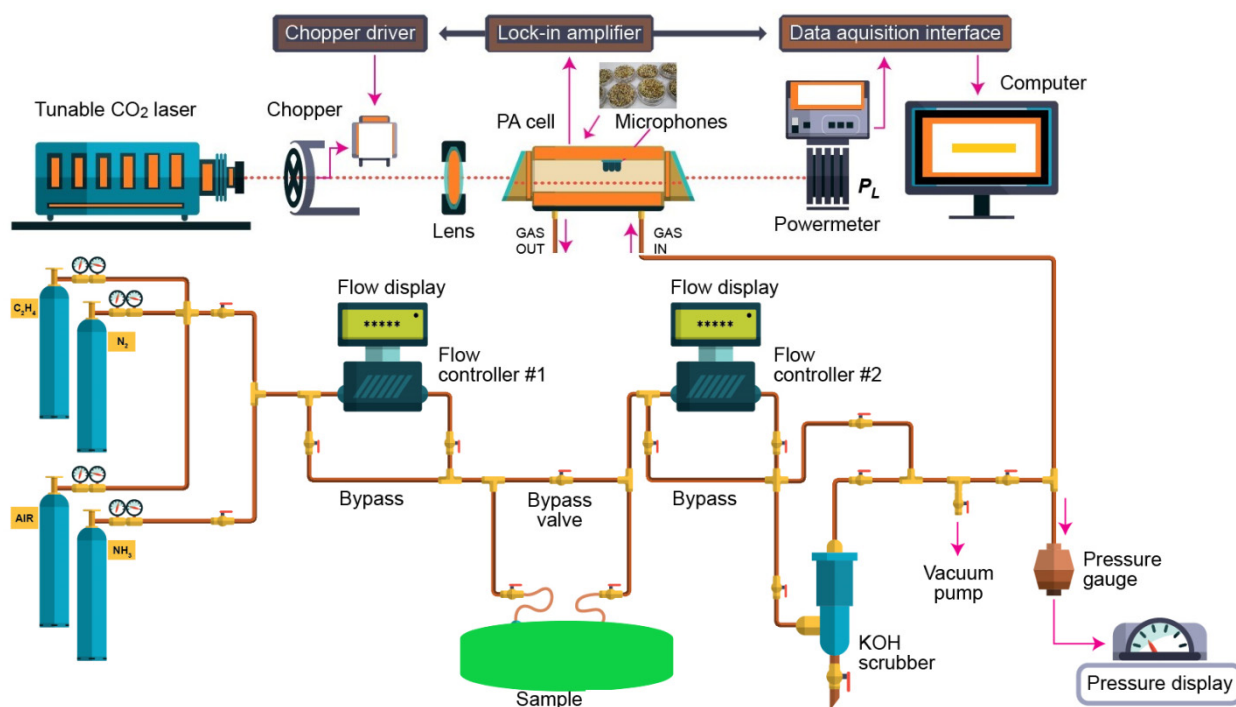 Chopper driver
Lock-in amplifier
Data aquisition interface
Tunable CO₂ laser
Chopper
PA cell
Microphones
Computer
Lens
P_L
Powermeter
GAS
OUT
GAS
IN
C₂H₄
N₂
Flow display
*****
Flow
controller #1
Flow display
*****
Flow
controller #2
AIR
NH₃
Bypass
Bypass
valve
Bypass
Vacuum
pump
Pressure
gauge
KOH
scrubber
Sample
Pressure display